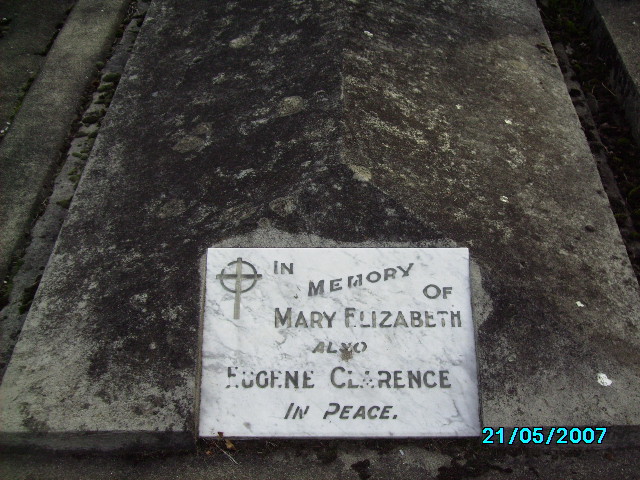 IN MEMORY
OF
MARY ELIZABETH
ALSO
EUGENE CLARENCE
IN PEACE.
21/05/2007